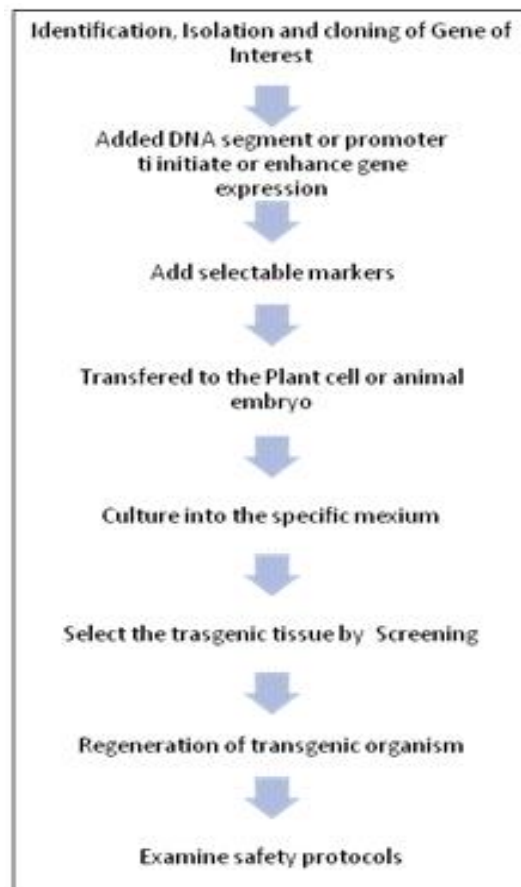 Identification, Isolation and cloning of Gene of
Interest
Added DNA segment or promoter
ti initiate or enhance gene
expression
Add selectable markers
Transfered to the Plant cell or animal
embryo
Culture into the specific mexium
Select the trasgenic tissue by Screening
Regeneration of transgenic organism
Examine safety protocols